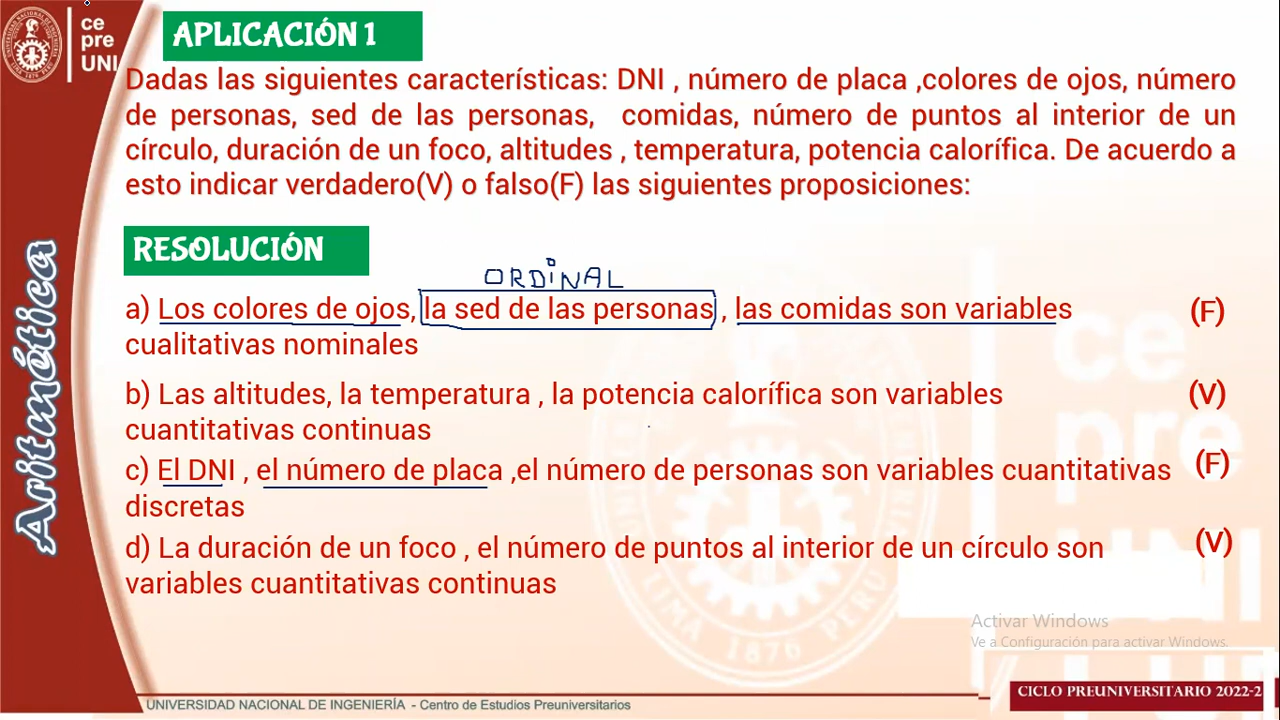 ce
pre
UNI
APLICACIÓN 1
Dadas las siguientes características: DNI , número de placa ,colores de ojos, número
de personas, sed de las personas, comidas, número de puntos al interior de un
círculo, duración de un foco, altitudes , temperatura, potencia calorífica. De acuerdo a
esto indicar verdadero(V) o falso(F) las siguientes proposiciones:
RESOLUCIÓN
ORDINAL
a) Los colores de ojos, la sed de las personas , las comidas son variables (F)
cualitativas nominales
b) Las altitudes, la temperatura , la potencia calorífica son variables (V)
cuantitativas continuas
c) El DNI , el número de placa ,el número de personas son variables cuantitativas (F)
discretas
d) La duración de un foco , el número de puntos al interior de un círculo son (V)
variables cuantitativas continuas
Aritmética
Activar Windows
Ve a Configuración para activar Windows.
CICLO PREUNIVERSITARIO 2022-2
UNIVERSIDAD NACIONAL DE INGENIERÍA - Centro de Estudios Preuniversitarios